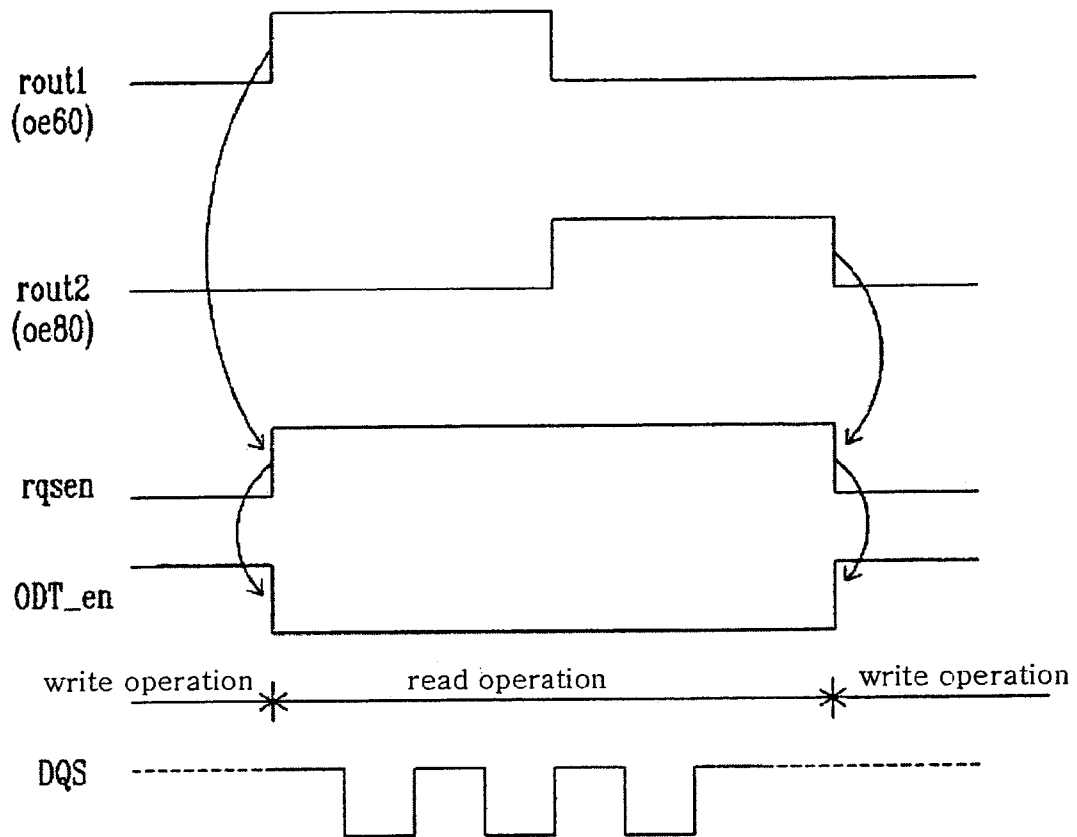 rout1
(oe60)
rout2
(oe80)
rqsen
ODT_en
write operation
read operation
write operation
DQS